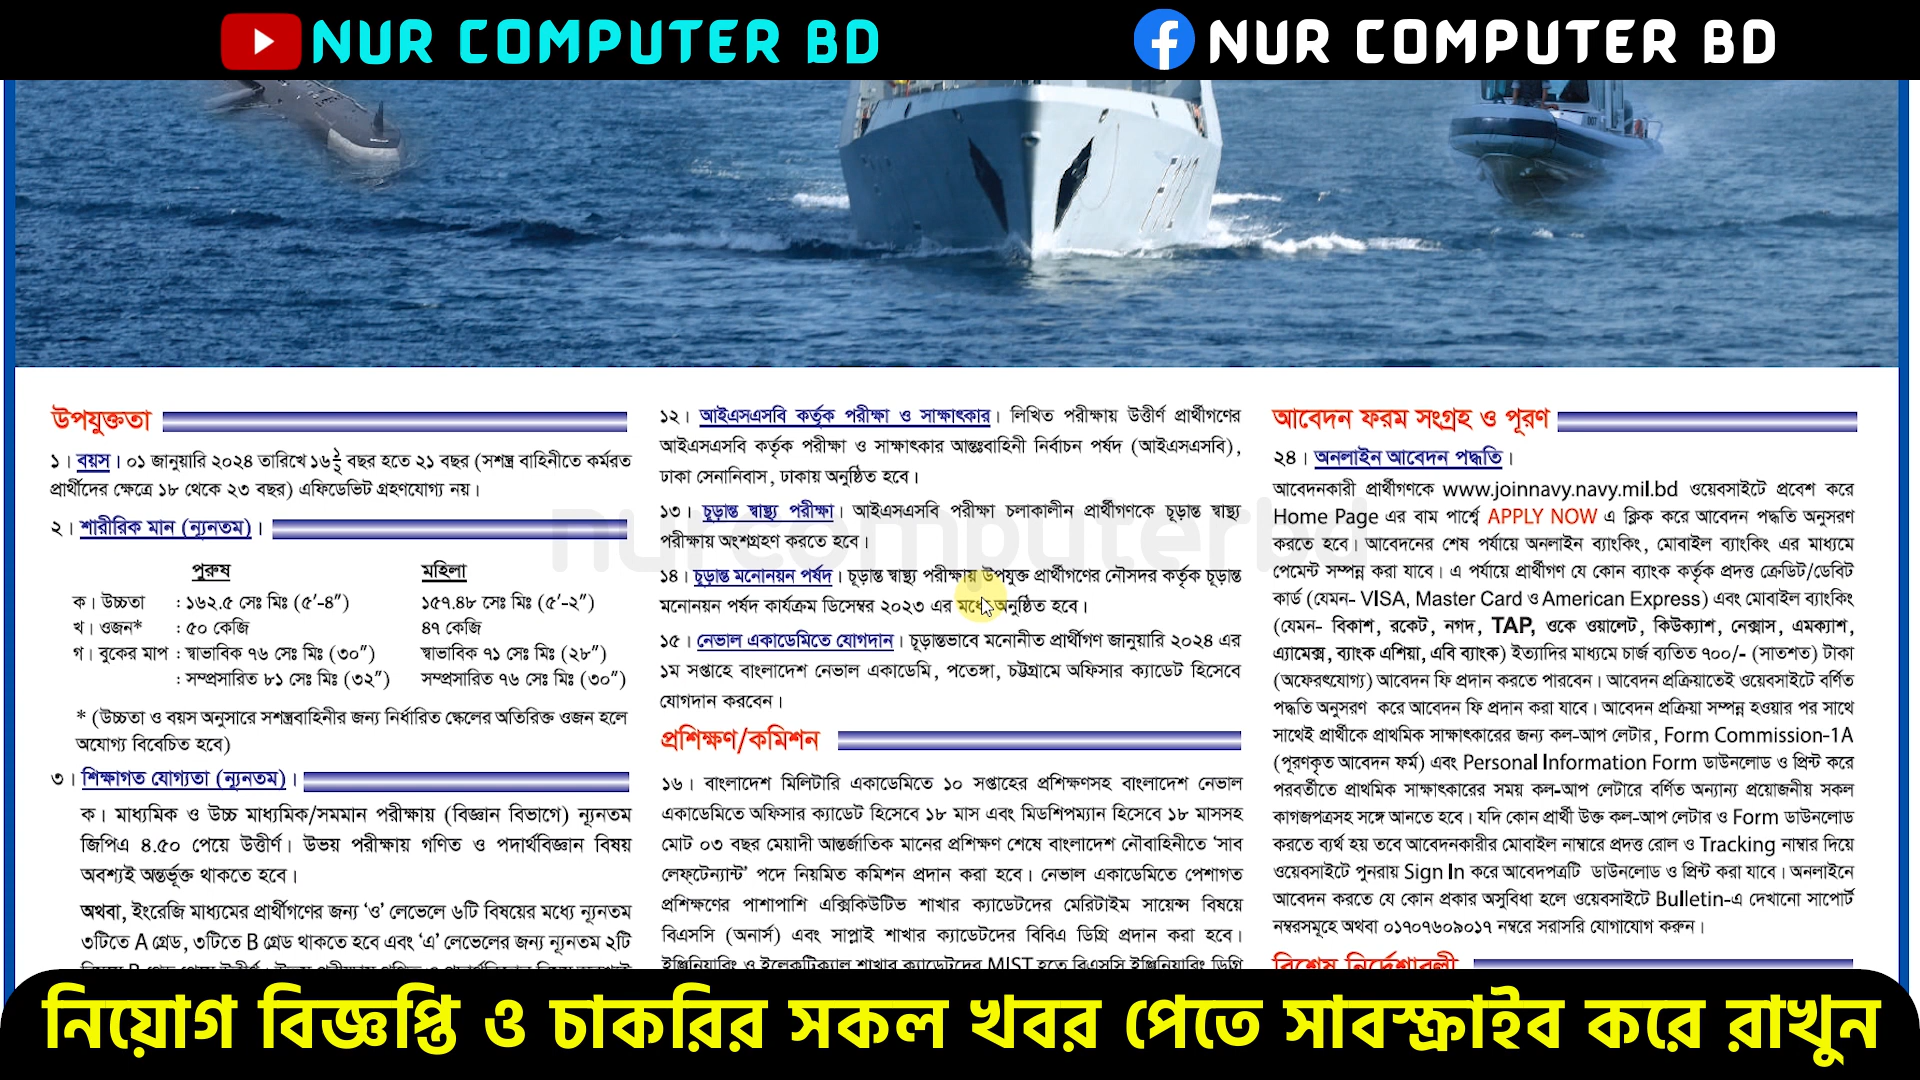 NUR COMPUTER BD
NUR COMPUTER BD
উপযুক্ততা
১। বয়স। ০১ জানুয়ারি ২০২৪ তারিখে ১৬ ১/২ বছর হতে ২১ বছর (সশস্ত্র বাহিনীতে কর্মরত
প্রার্থীদের ক্ষেত্রে ১৮ থেকে ২৩ বছর) এফিডেভিট গ্রহণযোগ্য নয়।
২। শারীরিক মান (ন্যূনতম)।
পুরুষ মহিলা
ক। উচ্চতা : ১৬২.৫ সেঃ মিঃ (৫′-৪″) ১৫৭.৪৮ সেঃ মিঃ (৫′-২″)
খ। ওজন* : ৫০ কেজি ৪৭ কেজি
গ। বুকের মাপ : স্বাভাবিক ৭৬ সেঃ মিঃ (৩০″) স্বাভাবিক ৭১ সেঃ মিঃ (২৮″)
: সম্প্রসারিত ৮১ সেঃ মিঃ (৩২″) সম্প্রসারিত ৭৬ সেঃ মিঃ (৩০″)
* (উচ্চতা ও বয়স অনুসারে সশস্ত্রবাহিনীর জন্য নির্ধারিত স্কেলের অতিরিক্ত ওজন হলে
অযোগ্য বিবেচিত হবে)
৩। শিক্ষাগত যোগ্যতা (ন্যূনতম)।
ক। মাধ্যমিক ও উচ্চ মাধ্যমিক/সমমান পরীক্ষায় (বিজ্ঞান বিভাগে) ন্যূনতম
জিপিএ ৪.৫০ পেয়ে উত্তীর্ণ। উভয় পরীক্ষায় গণিত ও পদার্থবিজ্ঞান বিষয়
অবশ্যই অন্তর্ভূক্ত থাকতে হবে।
অথবা, ইংরেজি মাধ্যমের প্রার্থীগণের জন্য ‘ও’ লেভেলে ৬টি বিষয়ের মধ্যে ন্যূনতম
৩টিতে A গ্রেড, ৩টিতে B গ্রেড থাকতে হবে এবং ‘এ’ লেভেলের জন্য ন্যূনতম ২টি
১২। আইএসএসবি কর্তৃক পরীক্ষা ও সাক্ষাৎকার। লিখিত পরীক্ষায় উত্তীর্ণ প্রার্থীগণের
আইএসএসবি কর্তৃক পরীক্ষা ও সাক্ষাৎকার আন্তঃবাহিনী নির্বাচন পর্ষদ (আইএসএসবি),
ঢাকা সেনানিবাস, ঢাকায় অনুষ্ঠিত হবে।
১৩। চূড়ান্ত স্বাস্থ্য পরীক্ষা। আইএসএসবি পরীক্ষা চলাকালীন প্রার্থীগণকে চূড়ান্ত স্বাস্থ্য
পরীক্ষায় অংশগ্রহণ করতে হবে।
nurcomputerbd
১৪। চূড়ান্ত মনোনয়ন পর্ষদ। চূড়ান্ত স্বাস্থ্য পরীক্ষায় উপযুক্ত প্রার্থীগণের নৌসদর কর্তৃক চূড়ান্ত
মনোনয়ন পর্ষদ কার্যক্রম ডিসেম্বর ২০২৩ এর মধ্যে অনুষ্ঠিত হবে।
১৫। নেভাল একাডেমিতে যোগদান। চূড়ান্তভাবে মনোনীত প্রার্থীগণ জানুয়ারি ২০২৪ এর
১ম সপ্তাহে বাংলাদেশ নেভাল একাডেমি, পতেঙ্গা, চট্টগ্রামে অফিসার ক্যাডেট হিসেবে
যোগদান করবেন।
প্রশিক্ষণ/কমিশন
১৬। বাংলাদেশ মিলিটারি একাডেমিতে ১০ সপ্তাহের প্রশিক্ষণসহ বাংলাদেশ নেভাল
একাডেমিতে অফিসার ক্যাডেট হিসেবে ১৮ মাস এবং মিডশিপম্যান হিসেবে ১৮ মাসসহ
মোট ০৩ বছর মেয়াদী আন্তর্জাতিক মানের প্রশিক্ষণ শেষে বাংলাদেশ নৌবাহিনীতে ‘সাব
লেফ্টেন্যান্ট’ পদে নিয়মিত কমিশন প্রদান করা হবে। নেভাল একাডেমিতে পেশাগত
প্রশিক্ষণের পাশাপাশি এক্সিকিউটিভ শাখার ক্যাডেটদের মেরিটাইম সায়েন্স বিষয়ে
বিএসসি (অনার্স) এবং সাপ্লাই শাখার ক্যাডেটদের বিবিএ ডিগ্রি প্রদান করা হবে।
ইঞ্জিনিয়ারিং ও ইলেকট্রিক্যাল শাখার ক্যাডেটদের MIST হতে বিএসসি ইঞ্জিনিয়ারিং ডিগ্রি
আবেদন ফরম সংগ্রহ ও পূরণ
২৪। অনলাইন আবেদন পদ্ধতি।
আবেদনকারী প্রার্থীগণকে www.joinnavy.navy.mil.bd ওয়েবসাইটে প্রবেশ করে
Home Page এর বাম পার্শ্বে APPLY NOW এ ক্লিক করে আবেদন পদ্ধতি অনুসরণ
করতে হবে। আবেদনের শেষ পর্যায়ে অনলাইন ব্যাংকিং, মোবাইল ব্যাংকিং এর মাধ্যমে
পেমেন্ট সম্পন্ন করা যাবে। এ পর্যায়ে প্রার্থীগণ যে কোন ব্যাংক কর্তৃক প্রদত্ত ক্রেডিট/ডেবিট
কার্ড (যেমন- VISA, Master Card ও American Express) এবং মোবাইল ব্যাংকিং
(যেমন- বিকাশ, রকেট, নগদ, TAP, ওকে ওয়ালেট, কিউক্যাশ, নেক্সাস, এমক্যাশ,
এ্যামেক্স, ব্যাংক এশিয়া, এবি ব্যাংক) ইত্যাদির মাধ্যমে চার্জ ব্যতিত ৭০০/- (সাতশত) টাকা
(অফেরৎযোগ্য) আবেদন ফি প্রদান করতে পারবেন। আবেদন প্রক্রিয়াতেই ওয়েবসাইটে বর্ণিত
পদ্ধতি অনুসরণ করে আবেদন ফি প্রদান করা যাবে। আবেদন প্রক্রিয়া সম্পন্ন হওয়ার পর সাথে
সাথেই প্রার্থীকে প্রাথমিক সাক্ষাৎকারের জন্য কল-আপ লেটার, Form Commission-1A
(পূরণকৃত আবেদন ফর্ম) এবং Personal Information Form ডাউনলোড ও প্রিন্ট করে
পরবর্তীতে প্রাথমিক সাক্ষাৎকারের সময় কল-আপ লেটারে বর্ণিত অন্যান্য প্রয়োজনীয় সকল
কাগজপত্রসহ সঙ্গে আনতে হবে। যদি কোন প্রার্থী উক্ত কল-আপ লেটার ও Form ডাউনলোড
করতে ব্যর্থ হয় তবে আবেদনকারীর মোবাইল নাম্বারে প্রদত্ত রোল ও Tracking নাম্বার দিয়ে
ওয়েবসাইটে পুনরায় Sign In করে আবেদপত্রটি ডাউনলোড ও প্রিন্ট করা যাবে। অনলাইনে
আবেদন করতে যে কোন প্রকার অসুবিধা হলে ওয়েবসাইটে Bulletin-এ দেখানো সাপোর্ট
নম্বরসমূহে অথবা ০১৭০৭৬০৯০১৭ নম্বরে সরাসরি যোগাযোগ করুন।
বিশেষ নির্দেশাবলী
নিয়োগ বিজ্ঞপ্তি ও চাকরির সকল খবর পেতে সাবস্ক্রাইব করে রাখুন